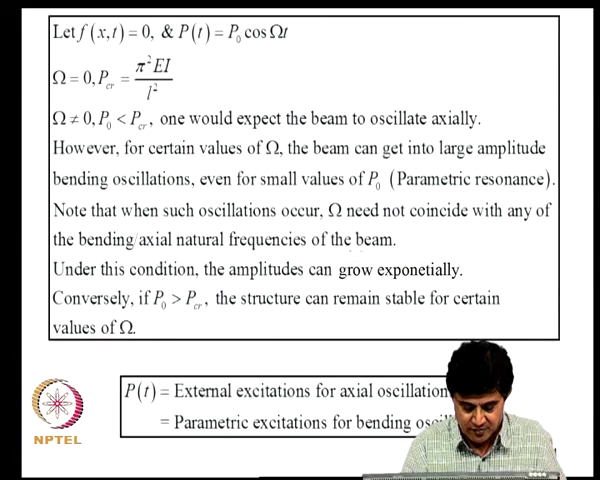 Let f(x,t) = 0, & P(t) = P₀ cos Ωt
Ω = 0, P_cr = π²EI / l²
Ω ≠ 0, P₀ < P_cr, one would expect the beam to oscillate axially.
However, for certain values of Ω, the beam can get into large amplitude
bending oscillations, even for small values of P₀ (Parametric resonance).
Note that when such oscillations occur, Ω need not coincide with any of
the bending/axial natural frequencies of the beam.
Under this condition, the amplitudes can grow exponetially.
Conversely, if P₀ > P_cr, the structure can remain stable for certain
values of Ω.
P(t) = External excitations for axial oscillation
= Parametric excitations for bending
NPTEL